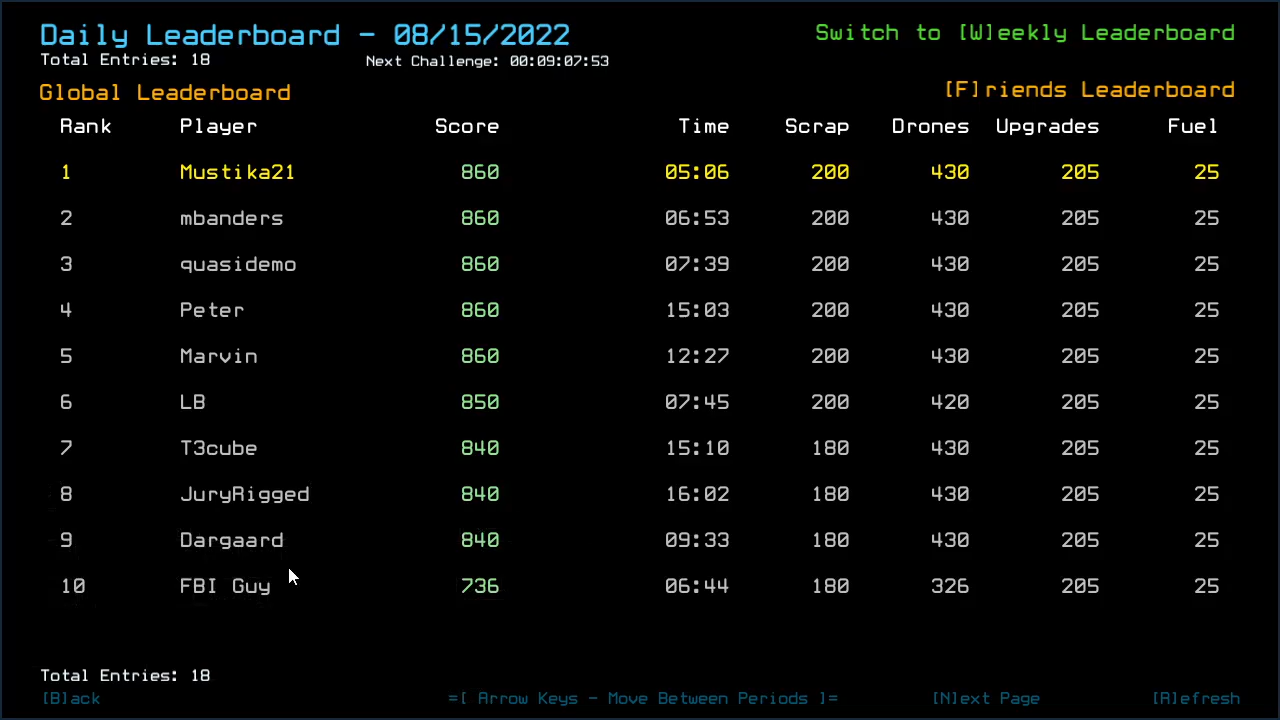 Daily Leaderboard - 08/15/2022 Switch to [W]eekly Leaderboard
Total Entries: 18 Next Challenge: 00:09:07:53
Global Leaderboard [F]riends Leaderboard
Rank Player Score Time Scrap Drones Upgrades Fuel
1 Mustika21 860 05:06 200 430 205 25
2 mbanders 860 06:53 200 430 205 25
3 quasidemo 860 07:39 200 430 205 25
4 Peter 860 15:03 200 430 205 25
5 Marvin 860 12:27 200 430 205 25
6 LB 850 07:45 200 420 205 25
7 T3cube 840 15:10 180 430 205 25
8 JuryRigged 840 16:02 180 430 205 25
9 Dargaard 840 09:33 180 430 205 25
10 FBI Guy 736 06:44 180 326 205 25
Total Entries: 18
[B]ack =[ Arrow Keys - Move Between Periods ]= [N]ext Page [R]efresh